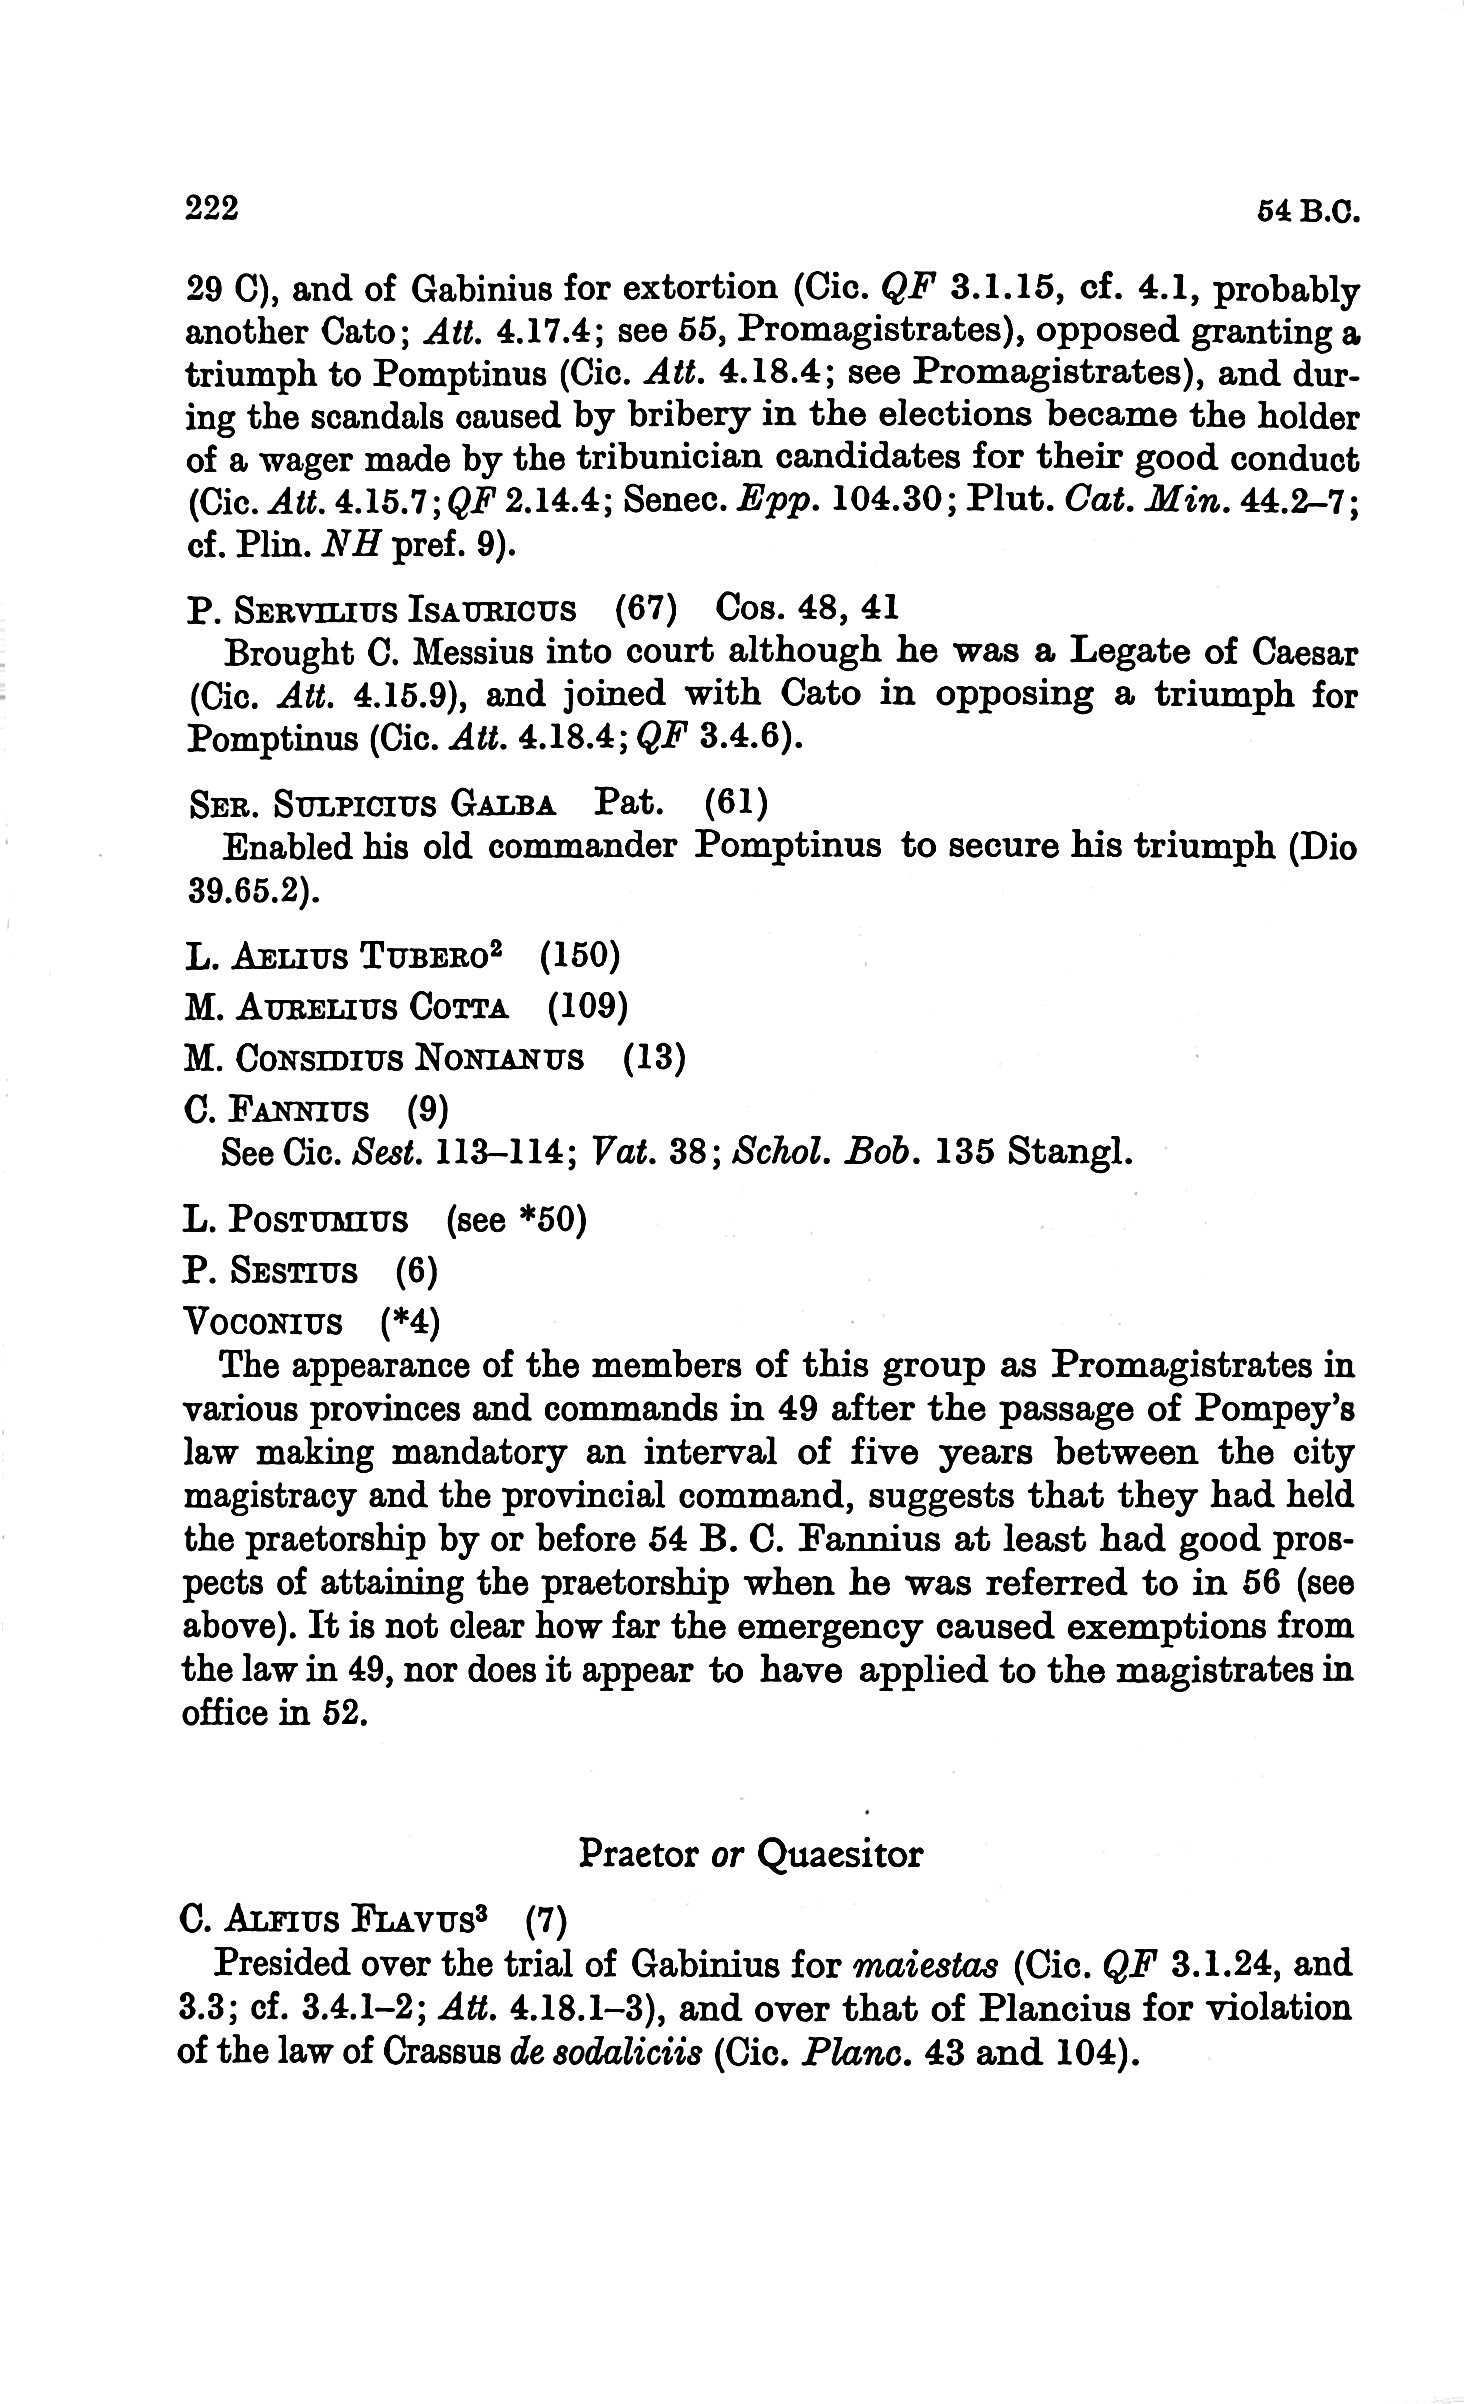 222 54 B.C.
29 C), and of Gabinius for extortion (Cic. QF 3.1.15, cf. 4.1, probably
another Cato; Att. 4.17.4; see 55, Promagistrates), opposed granting a
triumph to Pomptinus (Cic. Att. 4.18.4; see Promagistrates), and dur-
ing the scandals caused by bribery in the elections became the holder
of a wager made by the tribunician candidates for their good conduct
(Cic. Att. 4.15.7; QF 2.14.4; Senec. Epp. 104.30; Plut. Cat. Min. 44.2–7;
cf. Plin. NH pref. 9).
P. SERVILIUS ISAURICUS (67) Cos. 48, 41
Brought C. Messius into court although he was a Legate of Caesar
(Cic. Att. 4.15.9), and joined with Cato in opposing a triumph for
Pomptinus (Cic. Att. 4.18.4; QF 3.4.6).
SER. SULPICIUS GALBA Pat. (61)
Enabled his old commander Pomptinus to secure his triumph (Dio
39.65.2).
L. AELIUS TUBERO² (150)
M. AURELIUS COTTA (109)
M. CONSIDIUS NONIANUS (13)
C. FANNIUS (9)
See Cic. Sest. 113–114; Vat. 38; Schol. Bob. 135 Stangl.
L. POSTUMIUS (see *50)
P. SESTIUS (6)
VOCONIUS (*4)
The appearance of the members of this group as Promagistrates in
various provinces and commands in 49 after the passage of Pompey's
law making mandatory an interval of five years between the city
magistracy and the provincial command, suggests that they had held
the praetorship by or before 54 B. C. Fannius at least had good pros-
pects of attaining the praetorship when he was referred to in 56 (see
above). It is not clear how far the emergency caused exemptions from
the law in 49, nor does it appear to have applied to the magistrates in
office in 52.
Praetor or Quaesitor
C. ALFIUS FLAVUS³ (7)
Presided over the trial of Gabinius for maiestas (Cic. QF 3.1.24, and
3.3; cf. 3.4.1–2; Att. 4.18.1–3), and over that of Plancius for violation
of the law of Crassus de sodaliciis (Cic. Planc. 43 and 104).